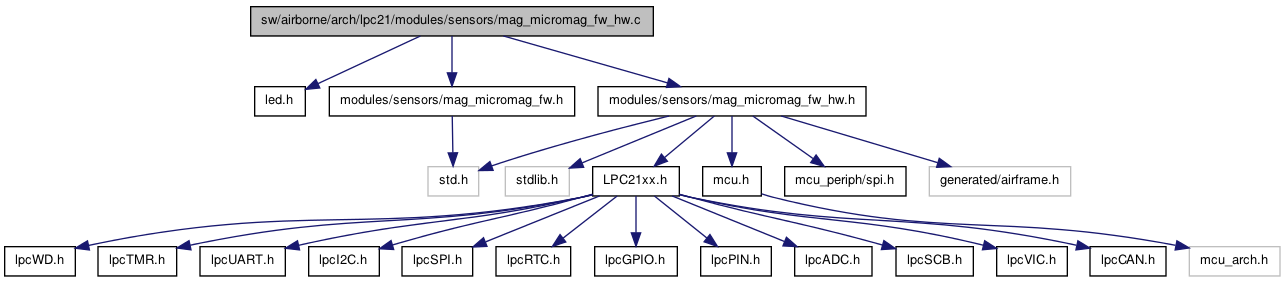 sw/airborne/arch/lpc21/modules/sensors/mag_micromag_fw_hw.c
led.h
modules/sensors/mag_micromag_fw.h
modules/sensors/mag_micromag_fw_hw.h
std.h
stdlib.h
LPC21xx.h
mcu.h
mcu_periph/spi.h
generated/airframe.h
lpcWD.h
lpcTMR.h
lpcUART.h
lpcI2C.h
lpcSPI.h
lpcRTC.h
lpcGPIO.h
lpcPIN.h
lpcADC.h
lpcSCB.h
lpcVIC.h
lpcCAN.h
mcu_arch.h